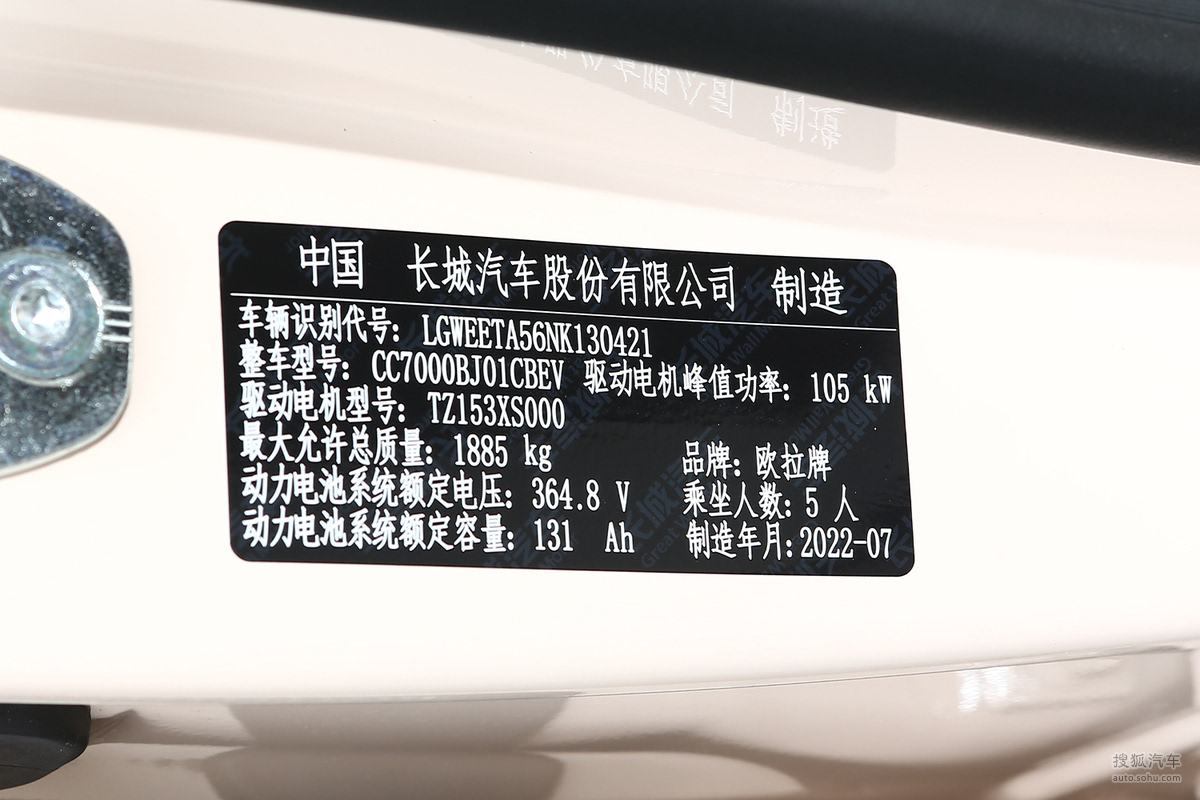 中国 长城汽车股份有限公司 制造
车辆识别代号: LGWEETA56NK130421
整车型号: CC7000BJ01CBEV 驱动电机峰值功率: 105 kW
驱动电机型号: TZ153XS000
最大允许总质量: 1885 kg 品牌: 欧拉牌
动力电池系统额定电压: 364.8 V 乘坐人数: 5 人
动力电池系统额定容量: 131 Ah 制造年月: 2022-07
搜狐汽车
auto.sohu.com